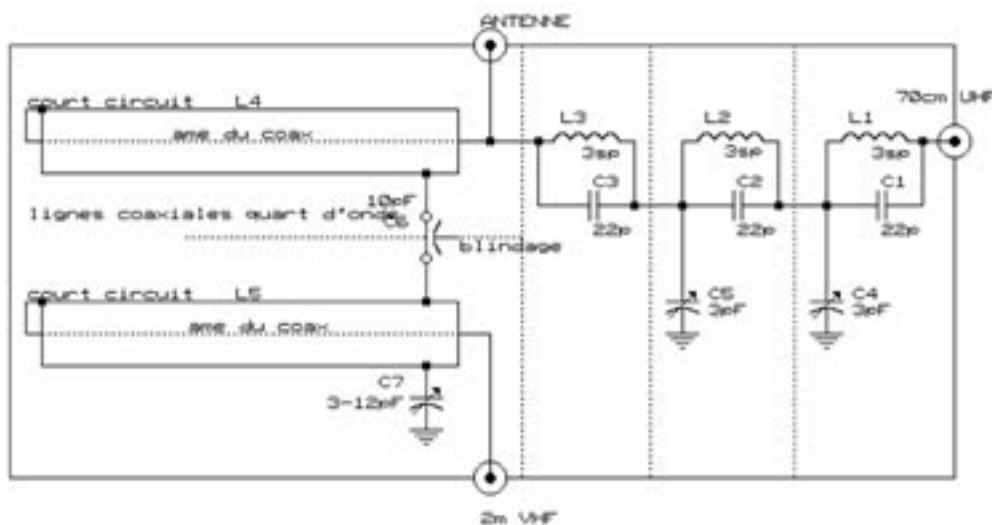 ANTENNE
court circuit L4
ame du coax
70cm UHF
L3
3sp
L2
3sp
L1
3sp
C3
22p
C2
22p
C1
22p
10pF
C6
lignes coaxiales quart d'onde
blindage
court circuit L5
ame du coax
C5
3pF
C4
3pF
C7
3-12pF
2m VHF